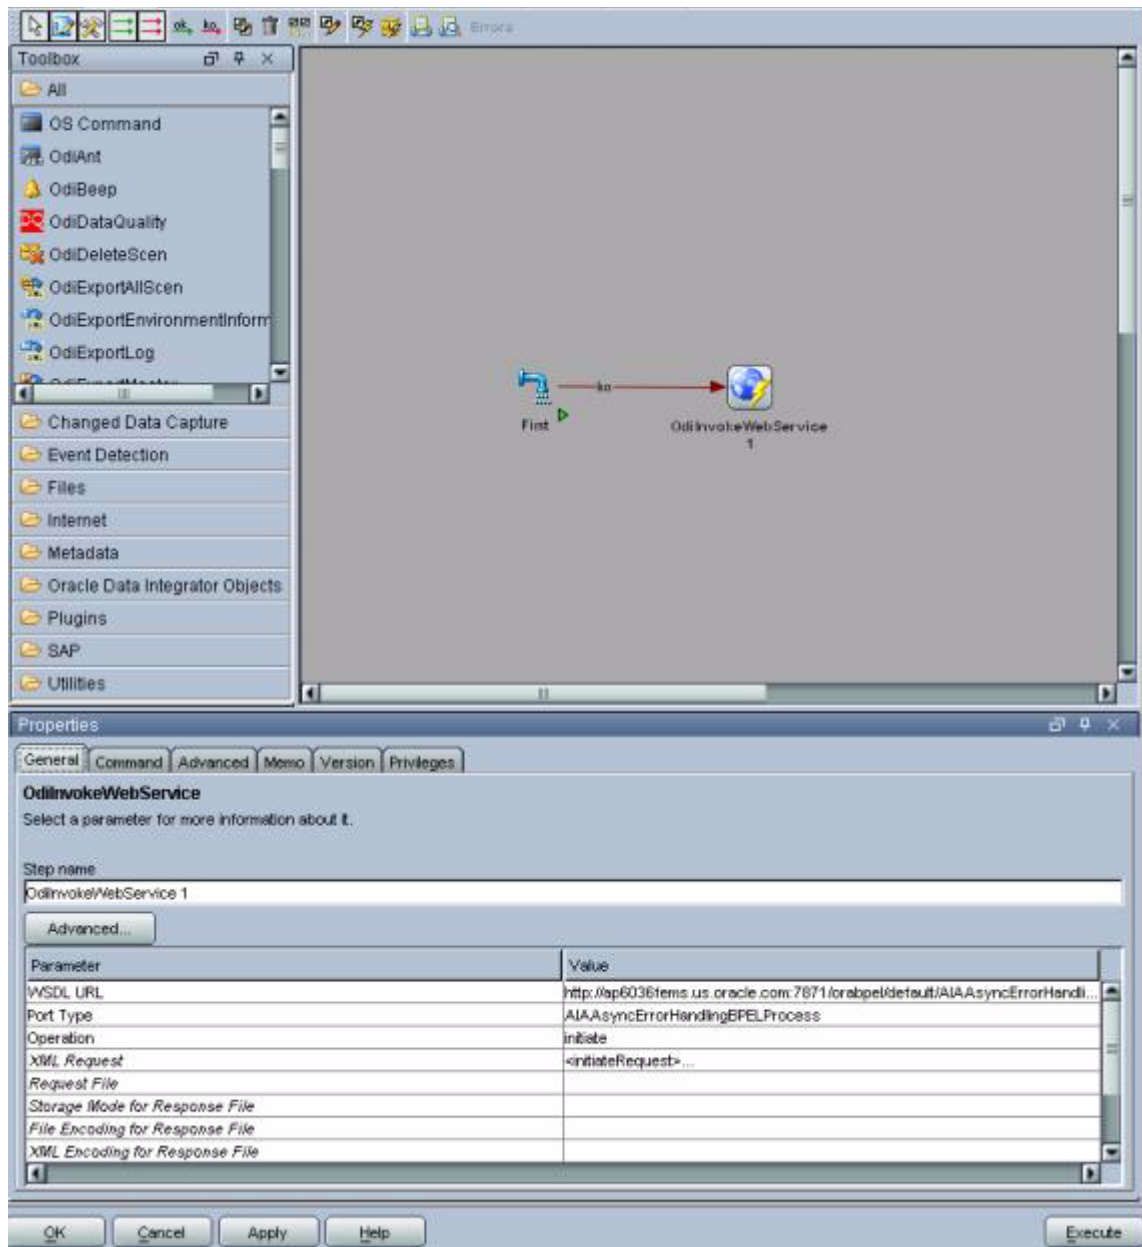 ok ko Errors
Toolbox
All
OS Command
OdiAnt
OdiBeep
OdiDataQuality
OdiDeleteScen
OdiExportAllScen
OdiExportEnvironmentInform
OdiExportLog
Changed Data Capture
Event Detection
Files
Internet
Metadata
Oracle Data Integrator Objects
Plugins
SAP
Utilities
ko
First
OdiInvokeWebService
1
Properties
General Command Advanced Memo Version Privileges
OdiInvokeWebService
Select a parameter for more information about it.
Step name
OdiInvokeWebService 1
Advanced...
Parameter Value
WSDL URL http://ap6036fems.us.oracle.com:7871/orabpel/default/AIAAsyncErrorHandli...
Port Type AIAAsyncErrorHandlingBPELProcess
Operation initiate
XML Request <initiateRequest>...
Request File
Storage Mode for Response File
File Encoding for Response File
XML Encoding for Response File
OK Cancel Apply Help Execute